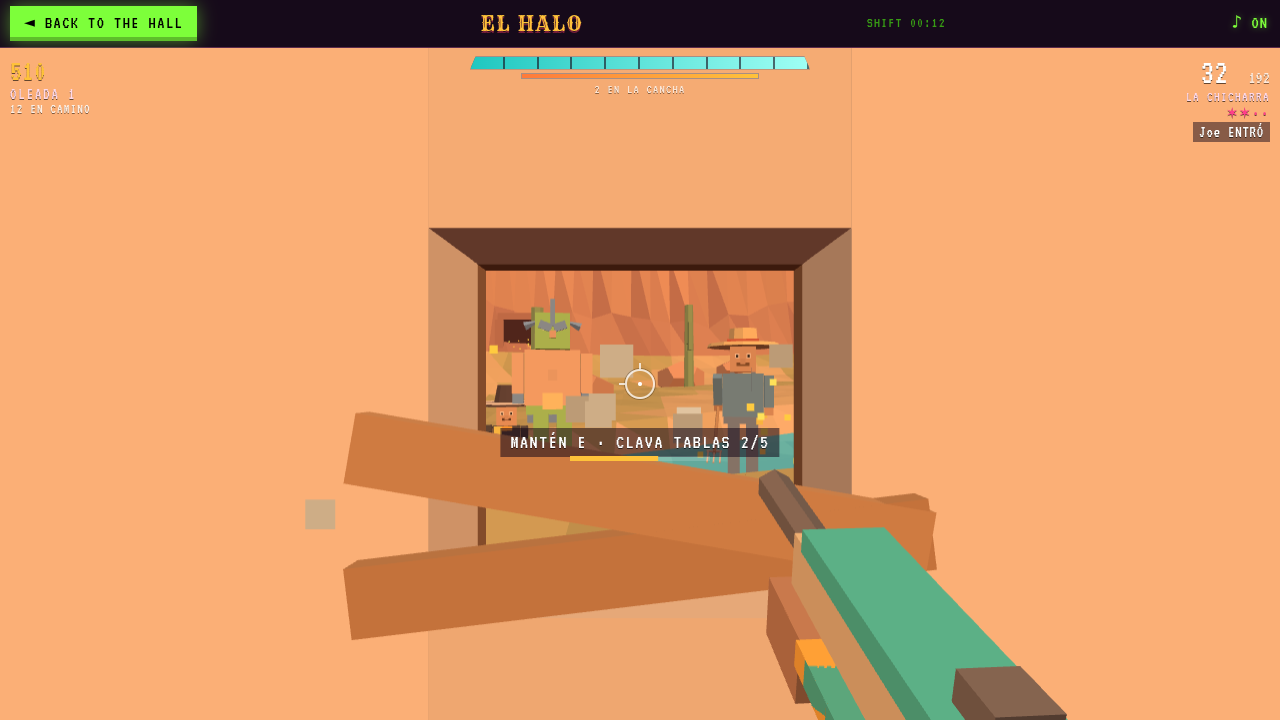 ◄ BACK TO THE HALL
EL HALO
SHIFT 00:12
♪ ON
510
OLEADA 1
12 EN CAMINO
2 EN LA CANCHA
32 192
LA CHICHARRA
Joe ENTRÓ
MANTÉN E · CLAVA TABLAS 2/5